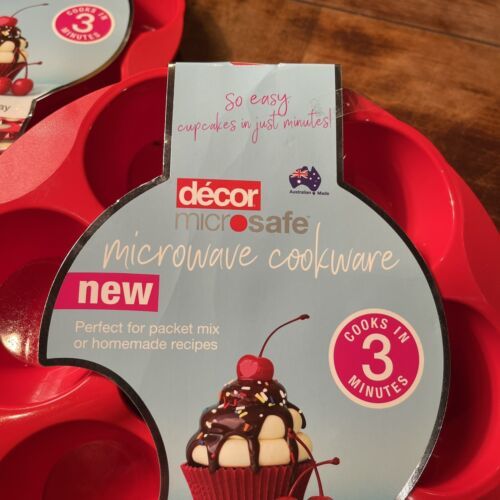 COOKS IN
3
MINUTES
so easy
cupcakes in just minutes!
décor
microsafe™
Australian Made
microwave cookware
new
Perfect for packet mix
or homemade recipes
COOKS IN
3
MINUTES